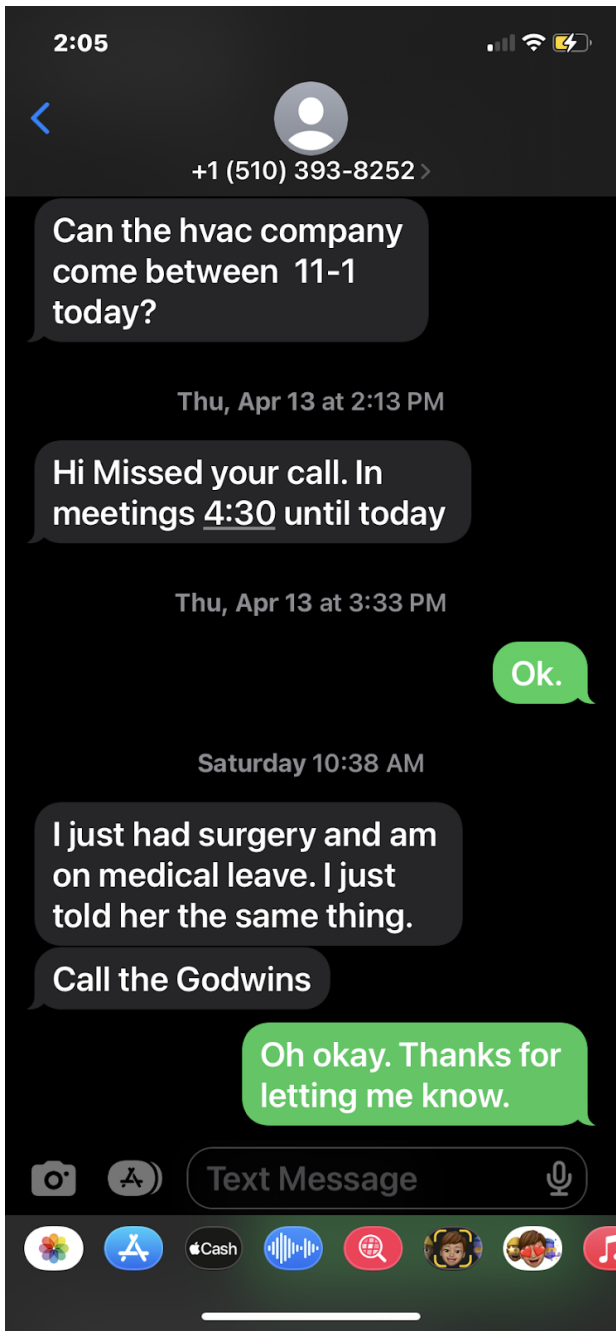 2:05
+1 (510) 393-8252
Can the hvac company
come between 11-1
today?
Thu, Apr 13 at 2:13 PM
Hi Missed your call. In
meetings 4:30 until today
Thu, Apr 13 at 3:33 PM
Ok.
Saturday 10:38 AM
I just had surgery and am
on medical leave. I just
told her the same thing.
Call the Godwins
Oh okay. Thanks for
letting me know.
Text Message
Cash